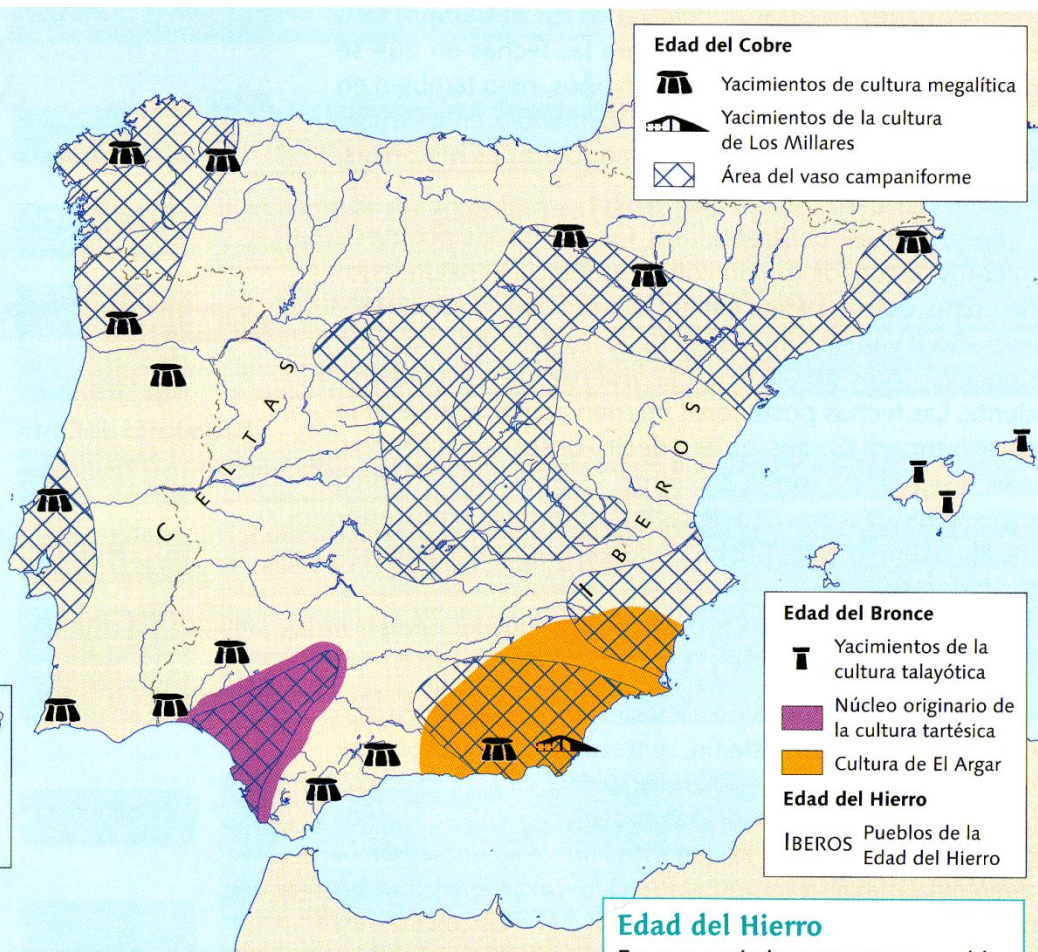 Edad del Cobre
Yacimientos de cultura megalítica
Yacimientos de la cultura
de Los Millares
Área del vaso campaniforme
CELTAS
IBEROS
Edad del Bronce
Yacimientos de la
cultura talayótica
Núcleo originario de
la cultura tartésica
Cultura de El Argar
Edad del Hierro
IBEROS Pueblos de la
Edad del Hierro
Edad del Hierro